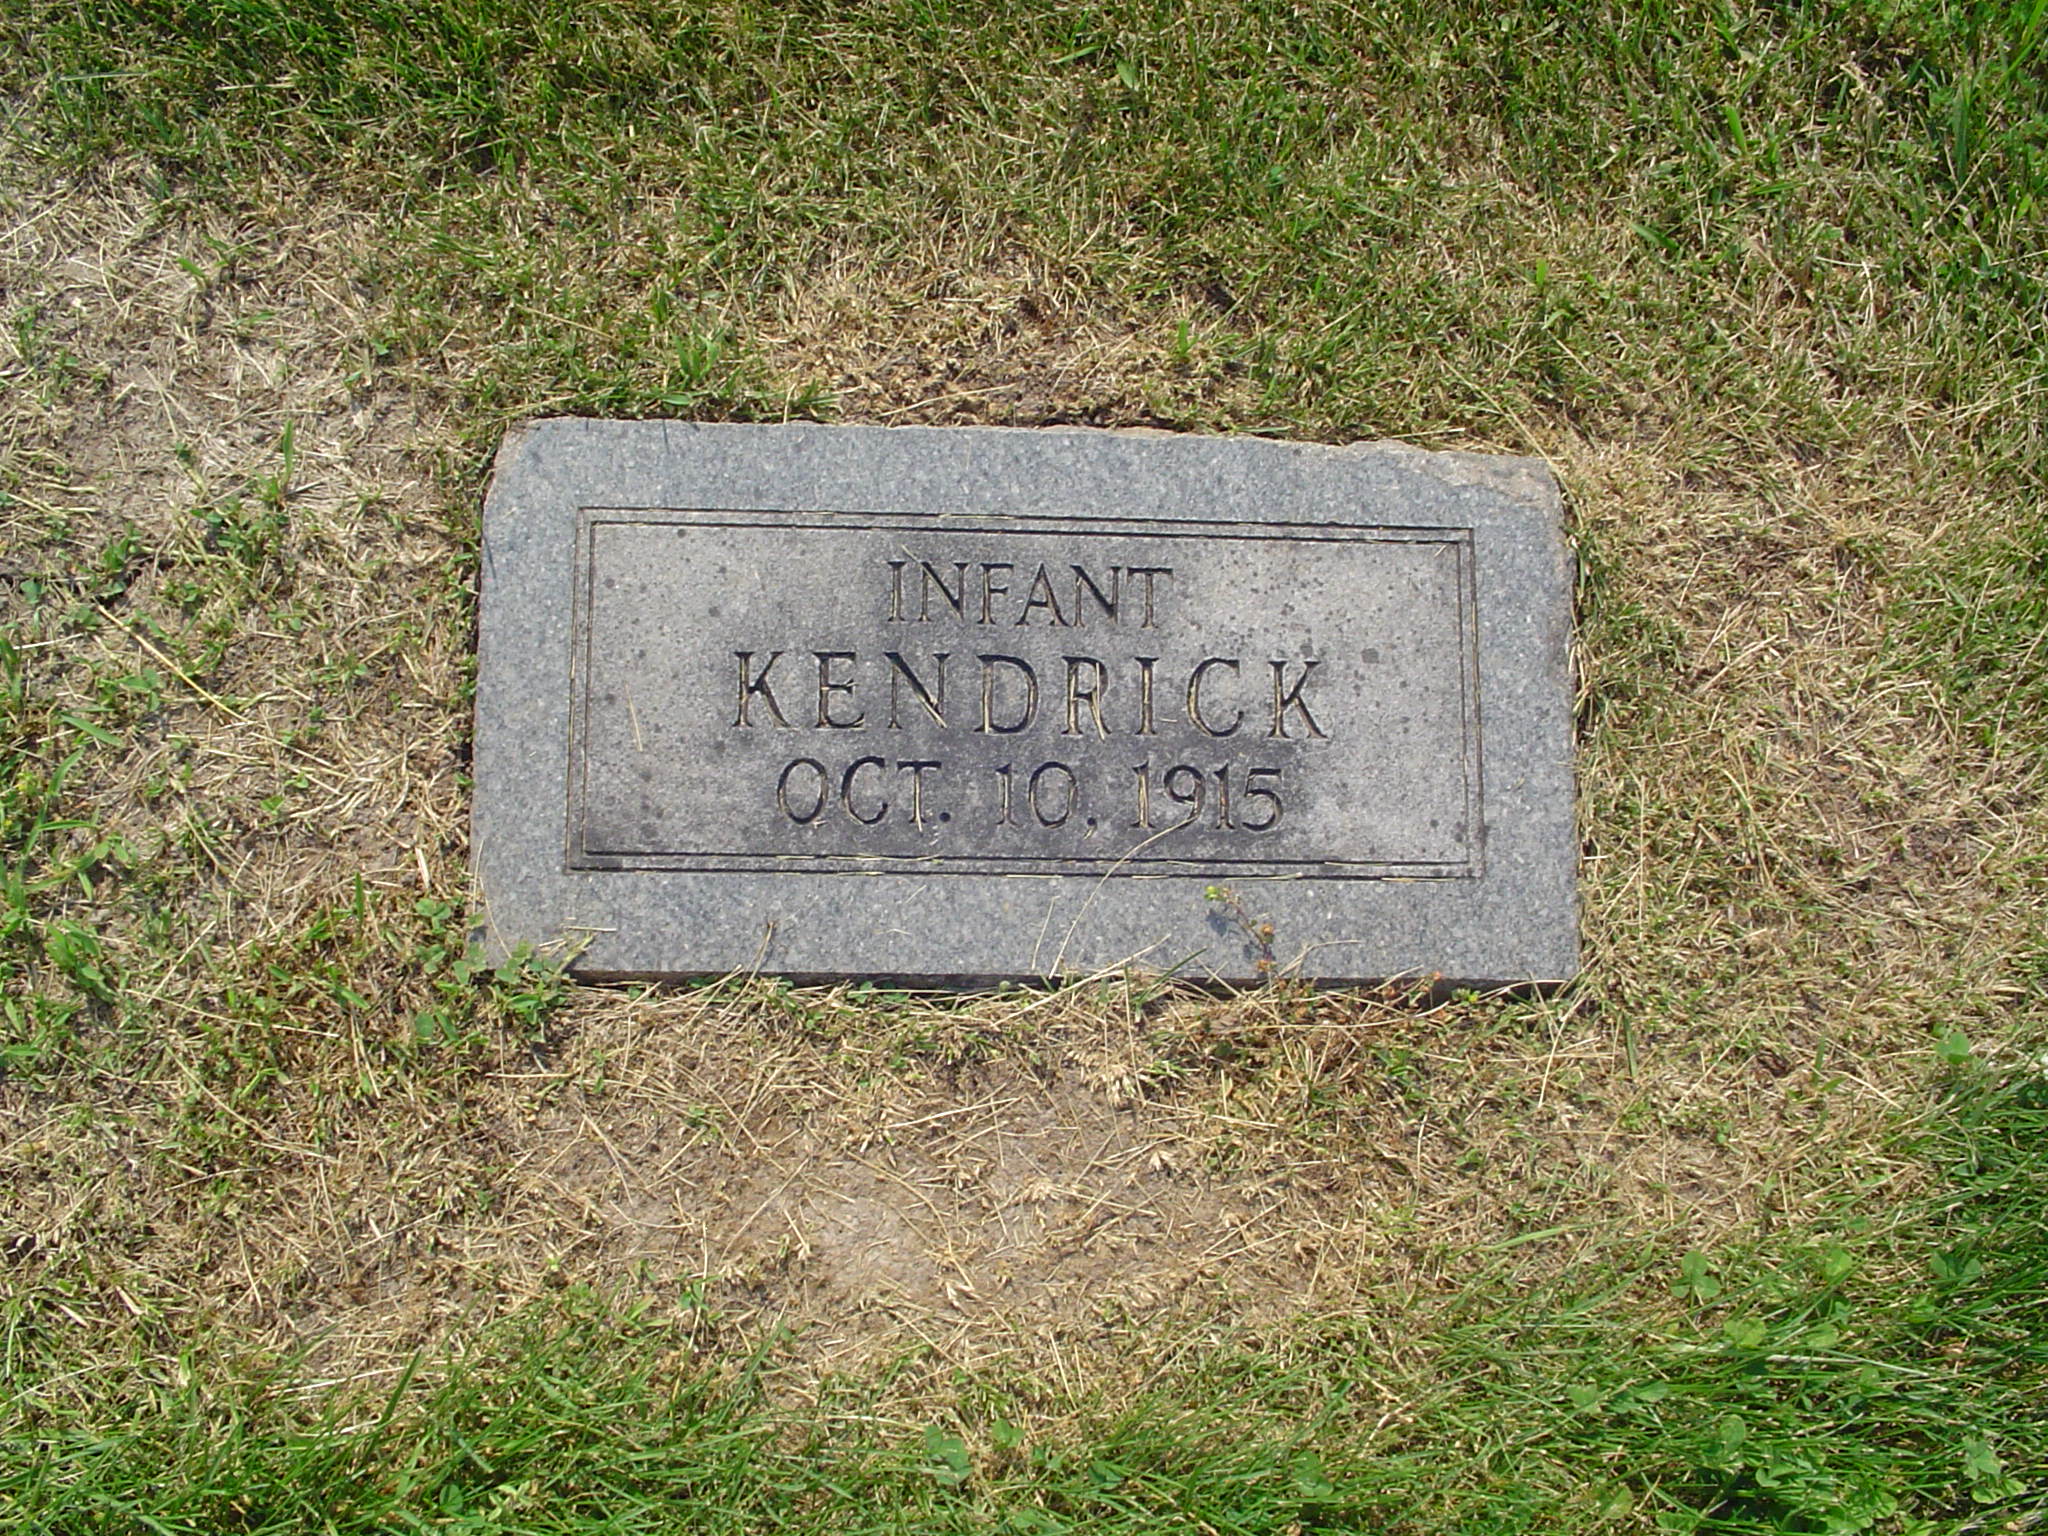 INFANT
KENDRICK
OCT. 10, 1915